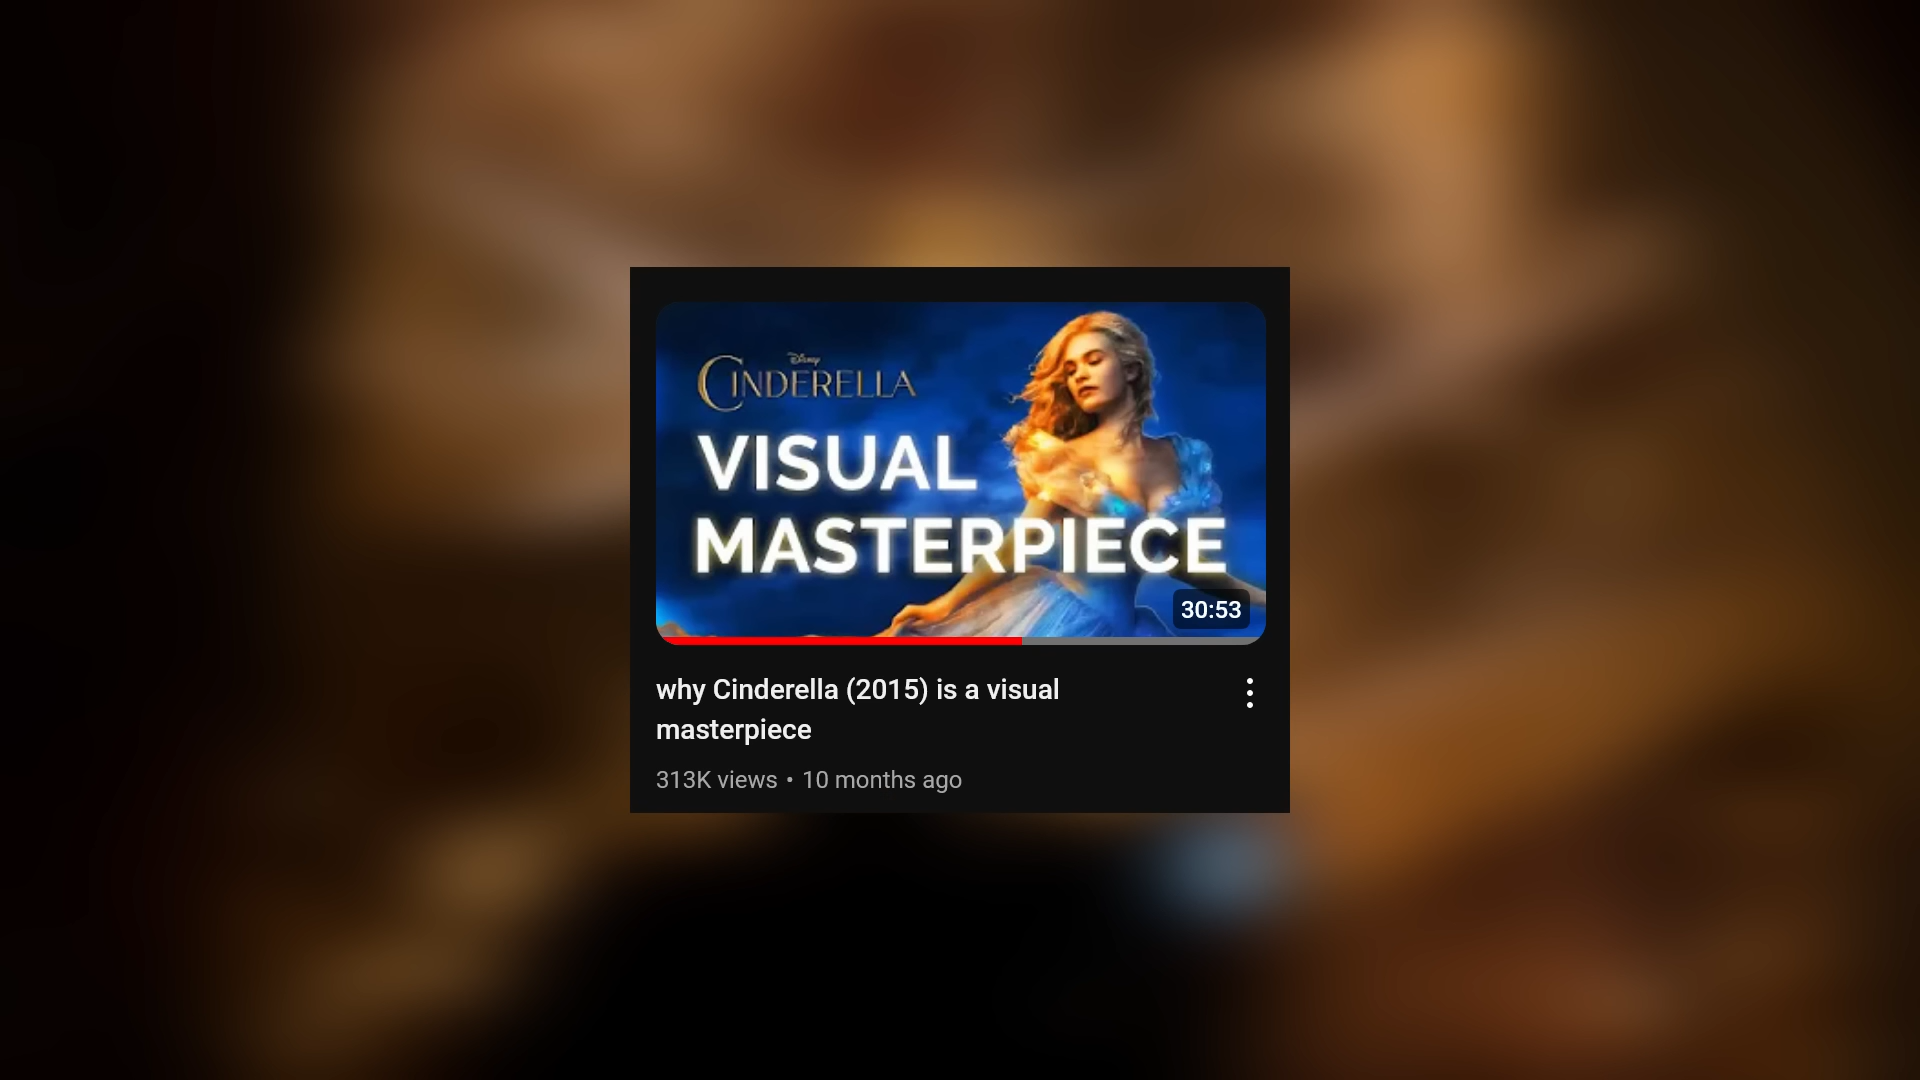 Disney
CINDERELLA
VISUAL
MASTERPIECE
30:53
why Cinderella (2015) is a visual
masterpiece
313K views • 10 months ago